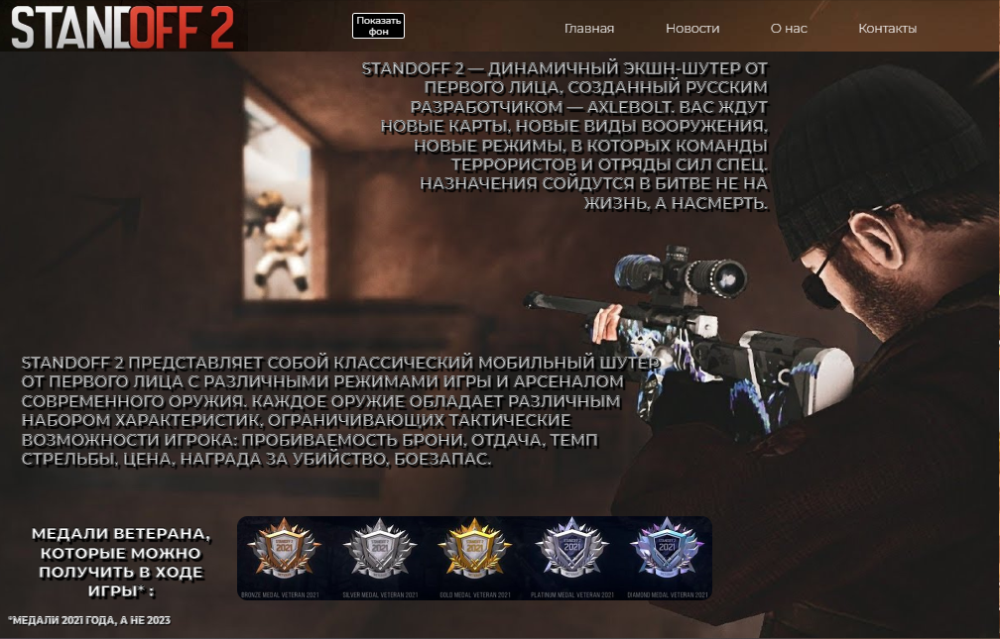 STANDOFF 2
Показать
фон
Главная
Новости
О нас
Контакты
STANDOFF 2 — ДИНАМИЧНЫЙ ЭКШН-ШУТЕР ОТ
ПЕРВОГО ЛИЦА, СОЗДАННЫЙ РУССКИМ
РАЗРАБОТЧИКОМ — AXLEBOLT. ВАС ЖДУТ
НОВЫЕ КАРТЫ, НОВЫЕ ВИДЫ ВООРУЖЕНИЯ,
НОВЫЕ РЕЖИМЫ, В КОТОРЫХ КОМАНДЫ
ТЕРРОРИСТОВ И ОТРЯДЫ СИЛ СПЕЦ.
НАЗНАЧЕНИЯ СОЙДУТСЯ В БИТВЕ НЕ НА
ЖИЗНЬ, А НАСМЕРТЬ.
STANDOFF 2 ПРЕДСТАВЛЯЕТ СОБОЙ КЛАССИЧЕСКИЙ МОБИЛЬНЫЙ ШУТЕР
ОТ ПЕРВОГО ЛИЦА С РАЗЛИЧНЫМИ РЕЖИМАМИ ИГРЫ И АРСЕНАЛОМ
СОВРЕМЕННОГО ОРУЖИЯ. КАЖДОЕ ОРУЖИЕ ОБЛАДАЕТ РАЗЛИЧНЫМ
НАБОРОМ ХАРАКТЕРИСТИК, ОГРАНИЧИВАЮЩИХ ТАКТИЧЕСКИЕ
ВОЗМОЖНОСТИ ИГРОКА: ПРОБИВАЕМОСТЬ БРОНИ, ОТДАЧА, ТЕМП
СТРЕЛЬБЫ, ЦЕНА, НАГРАДА ЗА УБИЙСТВО, БОЕЗАПАС.
МЕДАЛИ ВЕТЕРАНА,
КОТОРЫЕ МОЖНО
ПОЛУЧИТЬ В ХОДЕ
ИГРЫ* :
2021
2021
2021
2021
2021
BRONZE MEDAL VETERAN 2021
SILVER MEDAL VETERAN 2021
GOLD MEDAL VETERAN 2021
PLATINUM MEDAL VETERAN 2021
DIAMOND MEDAL VETERAN 2021
*МЕДАЛИ 2021 ГОДА, А НЕ 2023